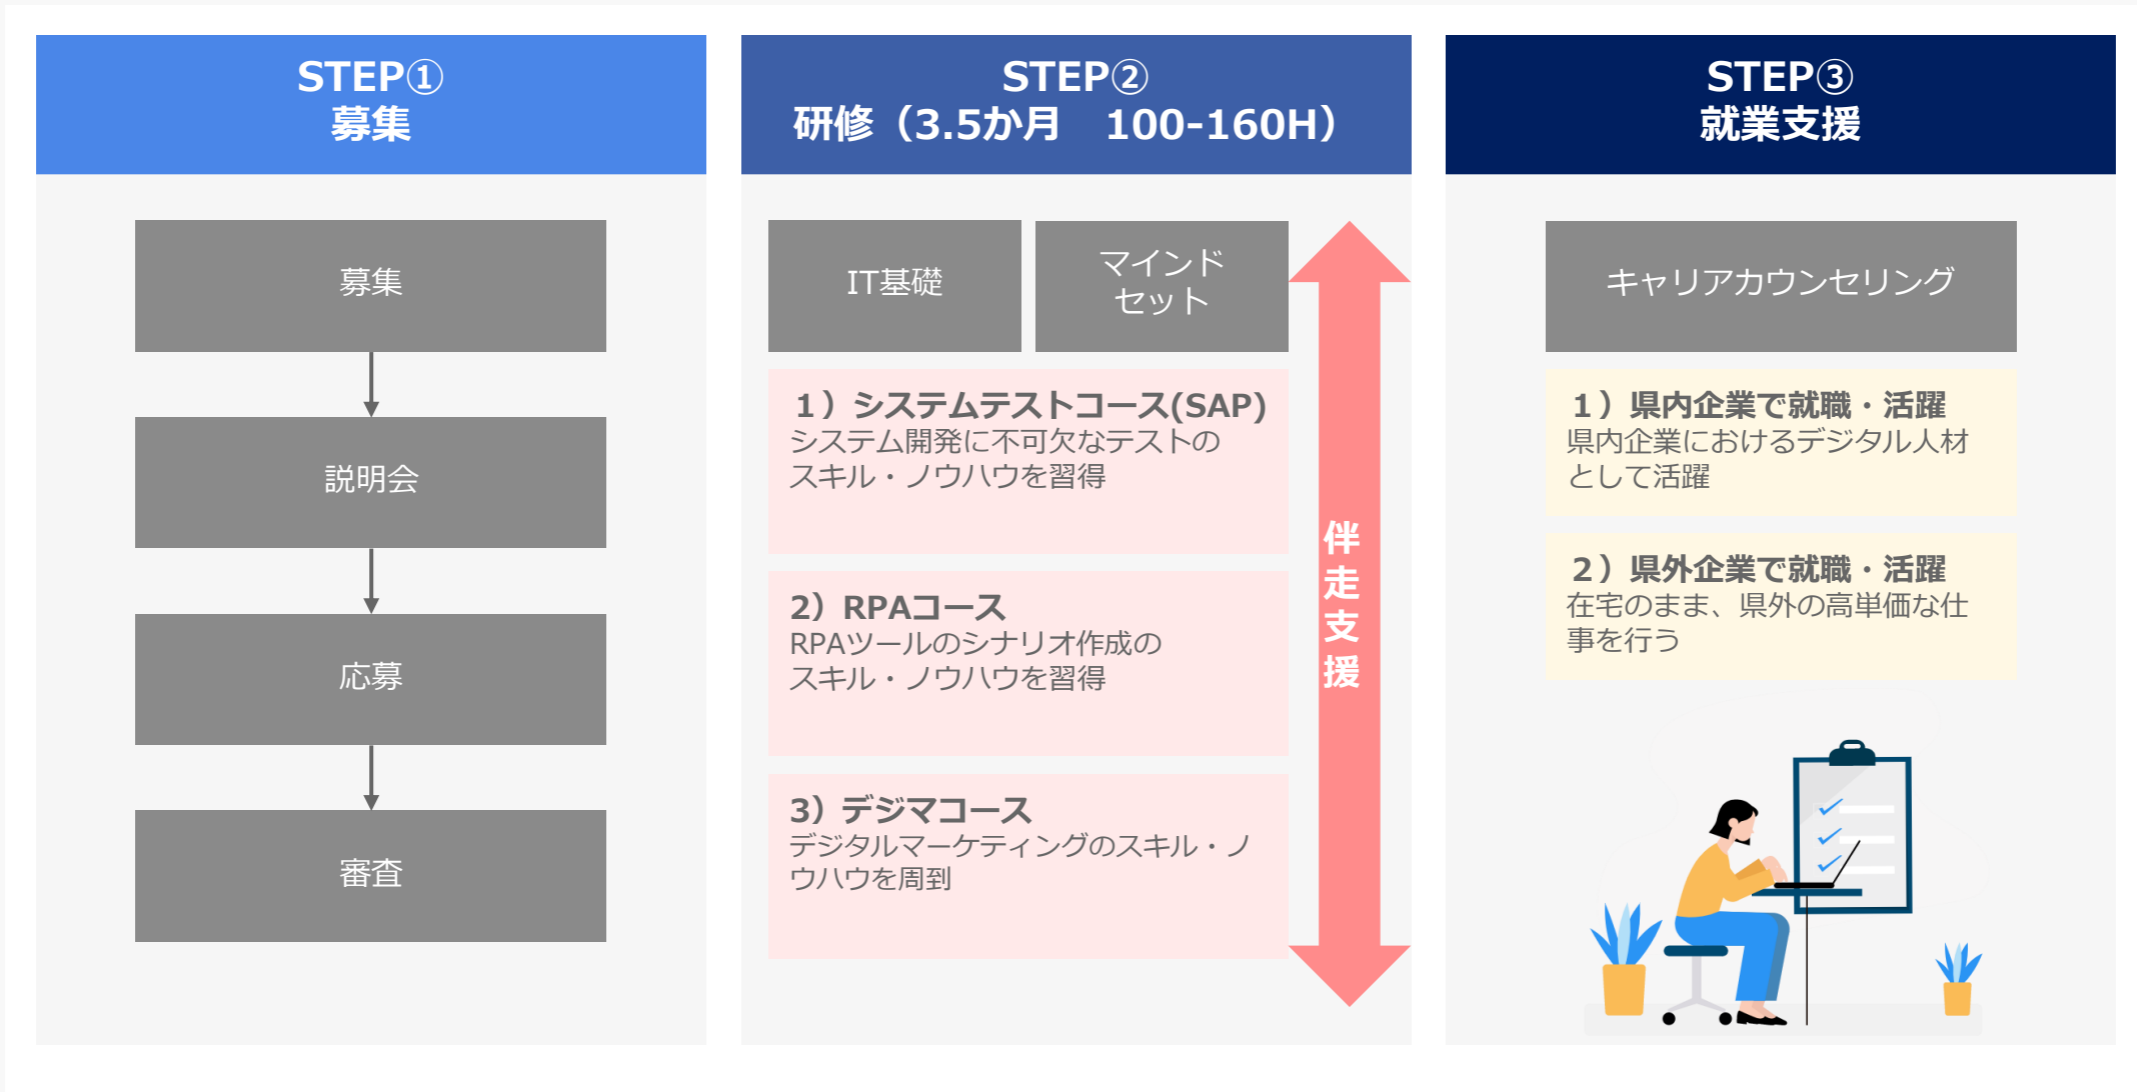 STEP①
募集
募集
説明会
応募
審査
STEP②
研修（3.5か月　100-160H）
IT基礎
マインド
セット
１）システムテストコース(SAP)
システム開発に不可欠なテストの
スキル・ノウハウを習得
2）RPAコース
RPAツールのシナリオ作成の
スキル・ノウハウを習得
3）デジマコース
デジタルマーケティングのスキル・ノ
ウハウを周到
伴走支援
STEP③
就業支援
キャリアカウンセリング
１）県内企業で就職・活躍
県内企業におけるデジタル人材
として活躍
２）県外企業で就職・活躍
在宅のまま、県外の高単価な仕
事を行う